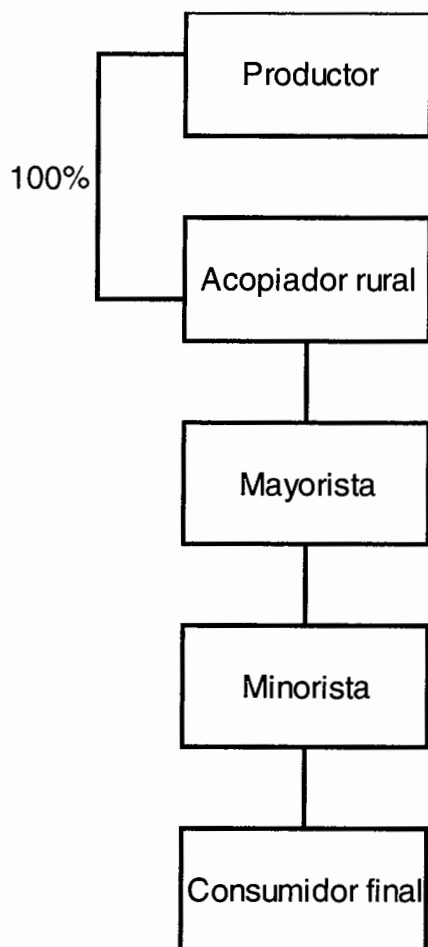 Productor
100%
Acopiador rural
Mayorista
Minorista
Consumidor final